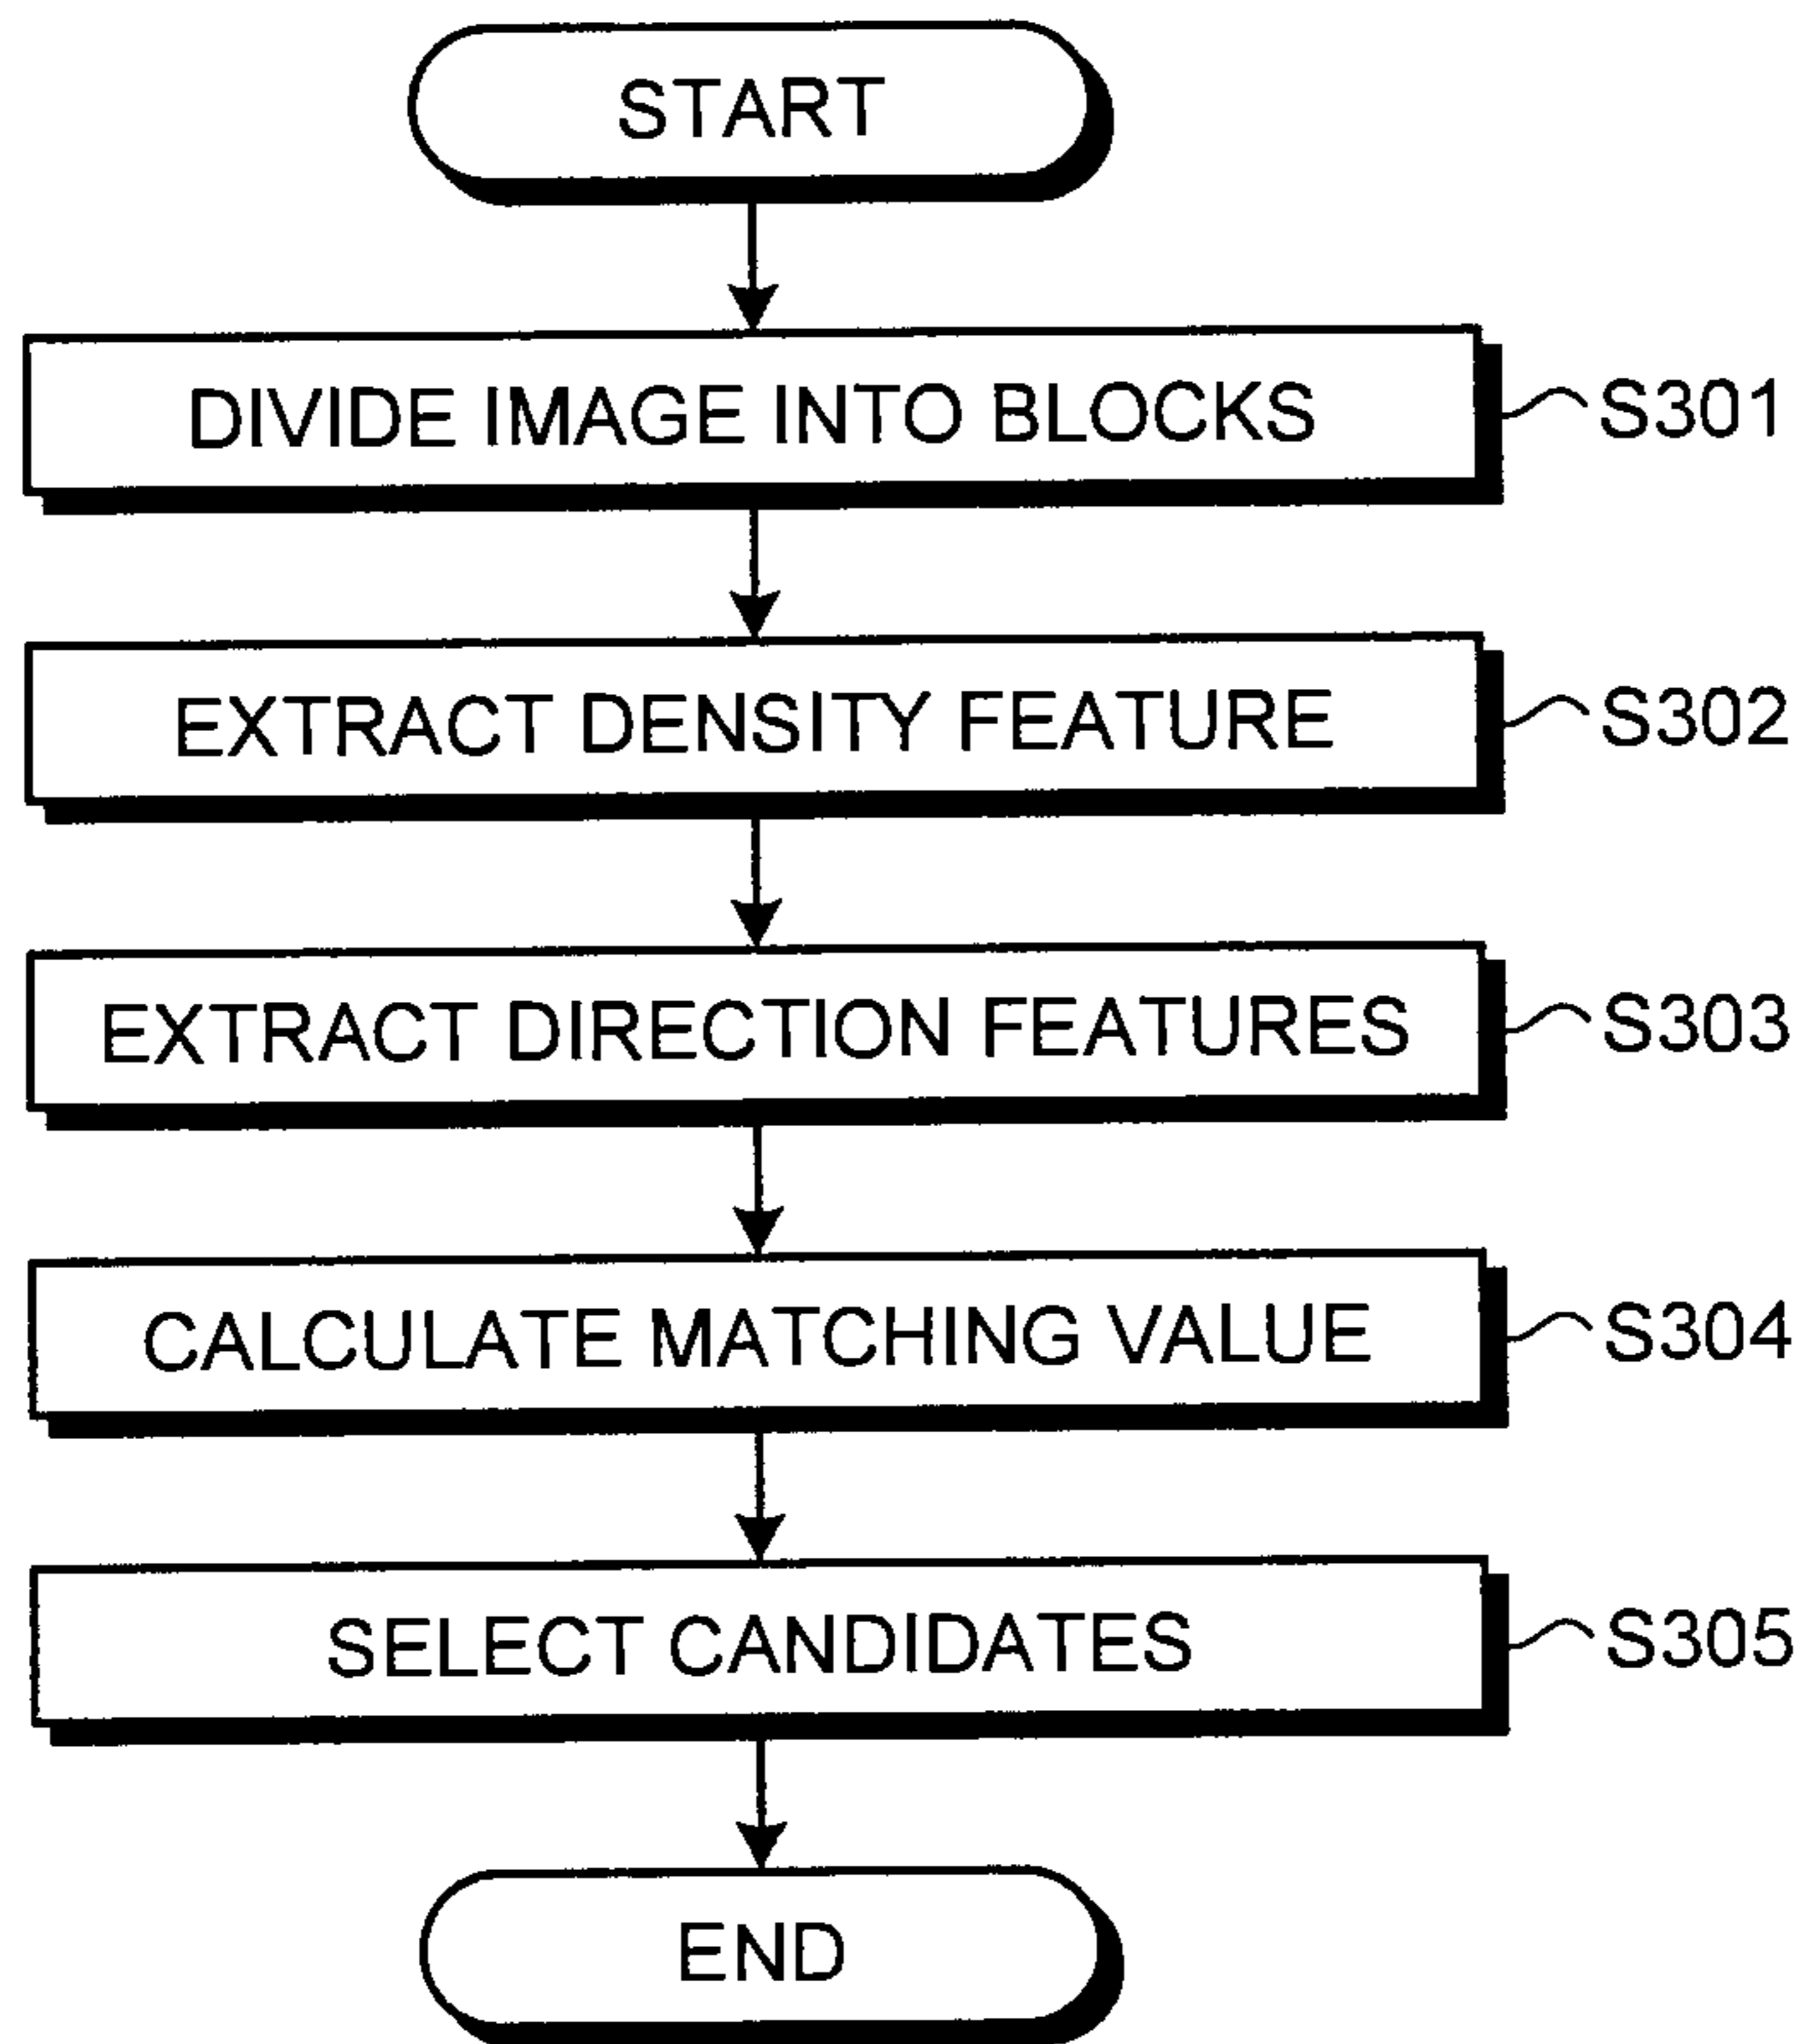 START
DIVIDE IMAGE INTO BLOCKS S301
EXTRACT DENSITY FEATURE S302
EXTRACT DIRECTION FEATURES S303
CALCULATE MATCHING VALUE S304
SELECT CANDIDATES S305
END